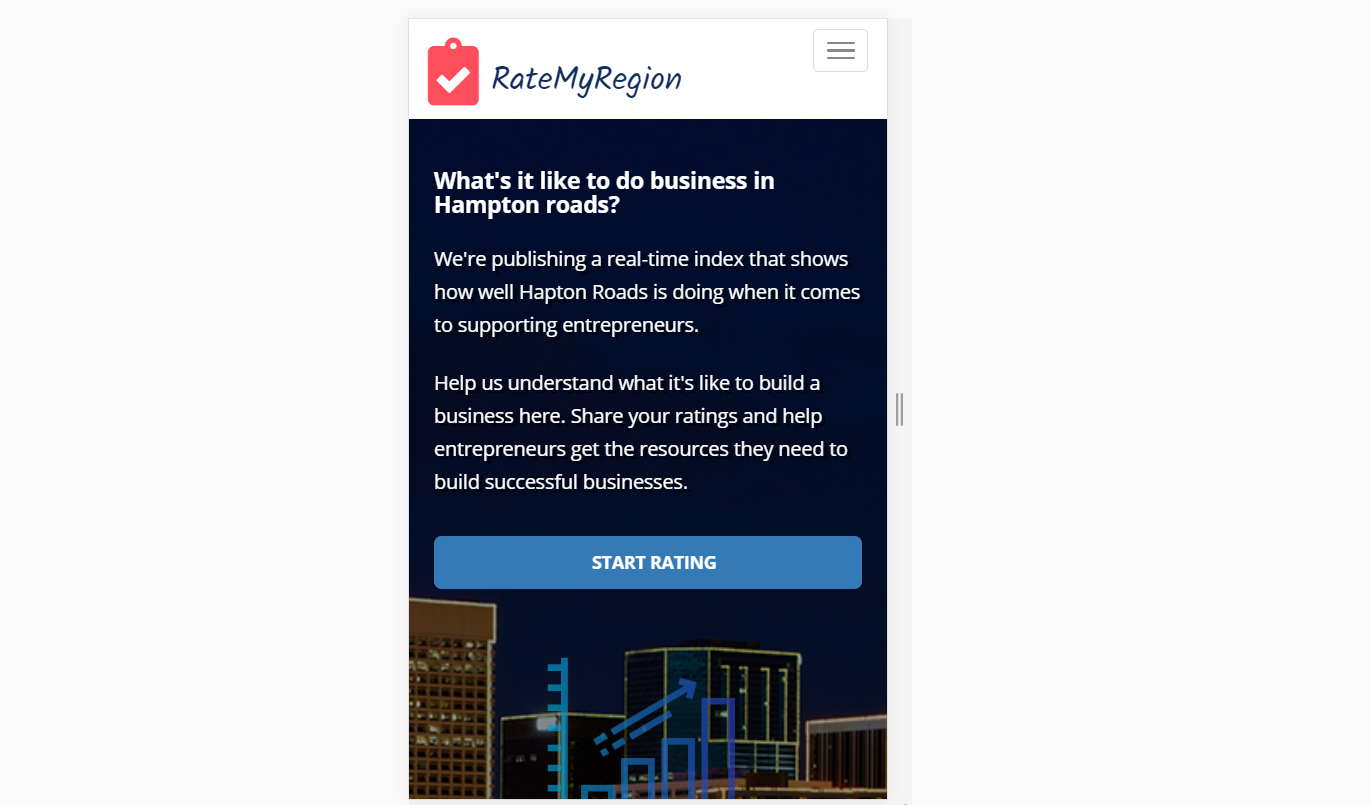 RateMyRegion
What's it like to do business in
Hampton roads?
We're publishing a real-time index that shows
how well Hapton Roads is doing when it comes
to supporting entrepreneurs.
Help us understand what it's like to build a
business here. Share your ratings and help
entrepreneurs get the resources they need to
build successful businesses.
START RATING